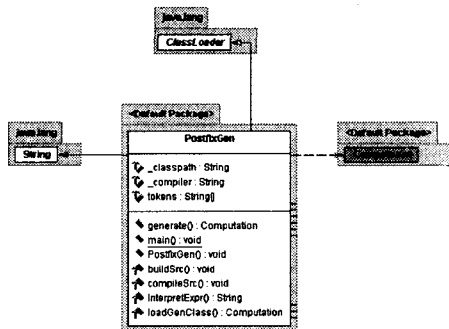 java.lang
ClassLoader
<Default Package>
java.lang
String
PostfixGen
<Default Package>
_classpath : String
_compiler : String
tokens : String[]
generate() : Computation
main() : void
PostfixGen() : void
buildSrc() : void
compileSrc() : void
interpretExpr() : String
loadGenClass() : Computation